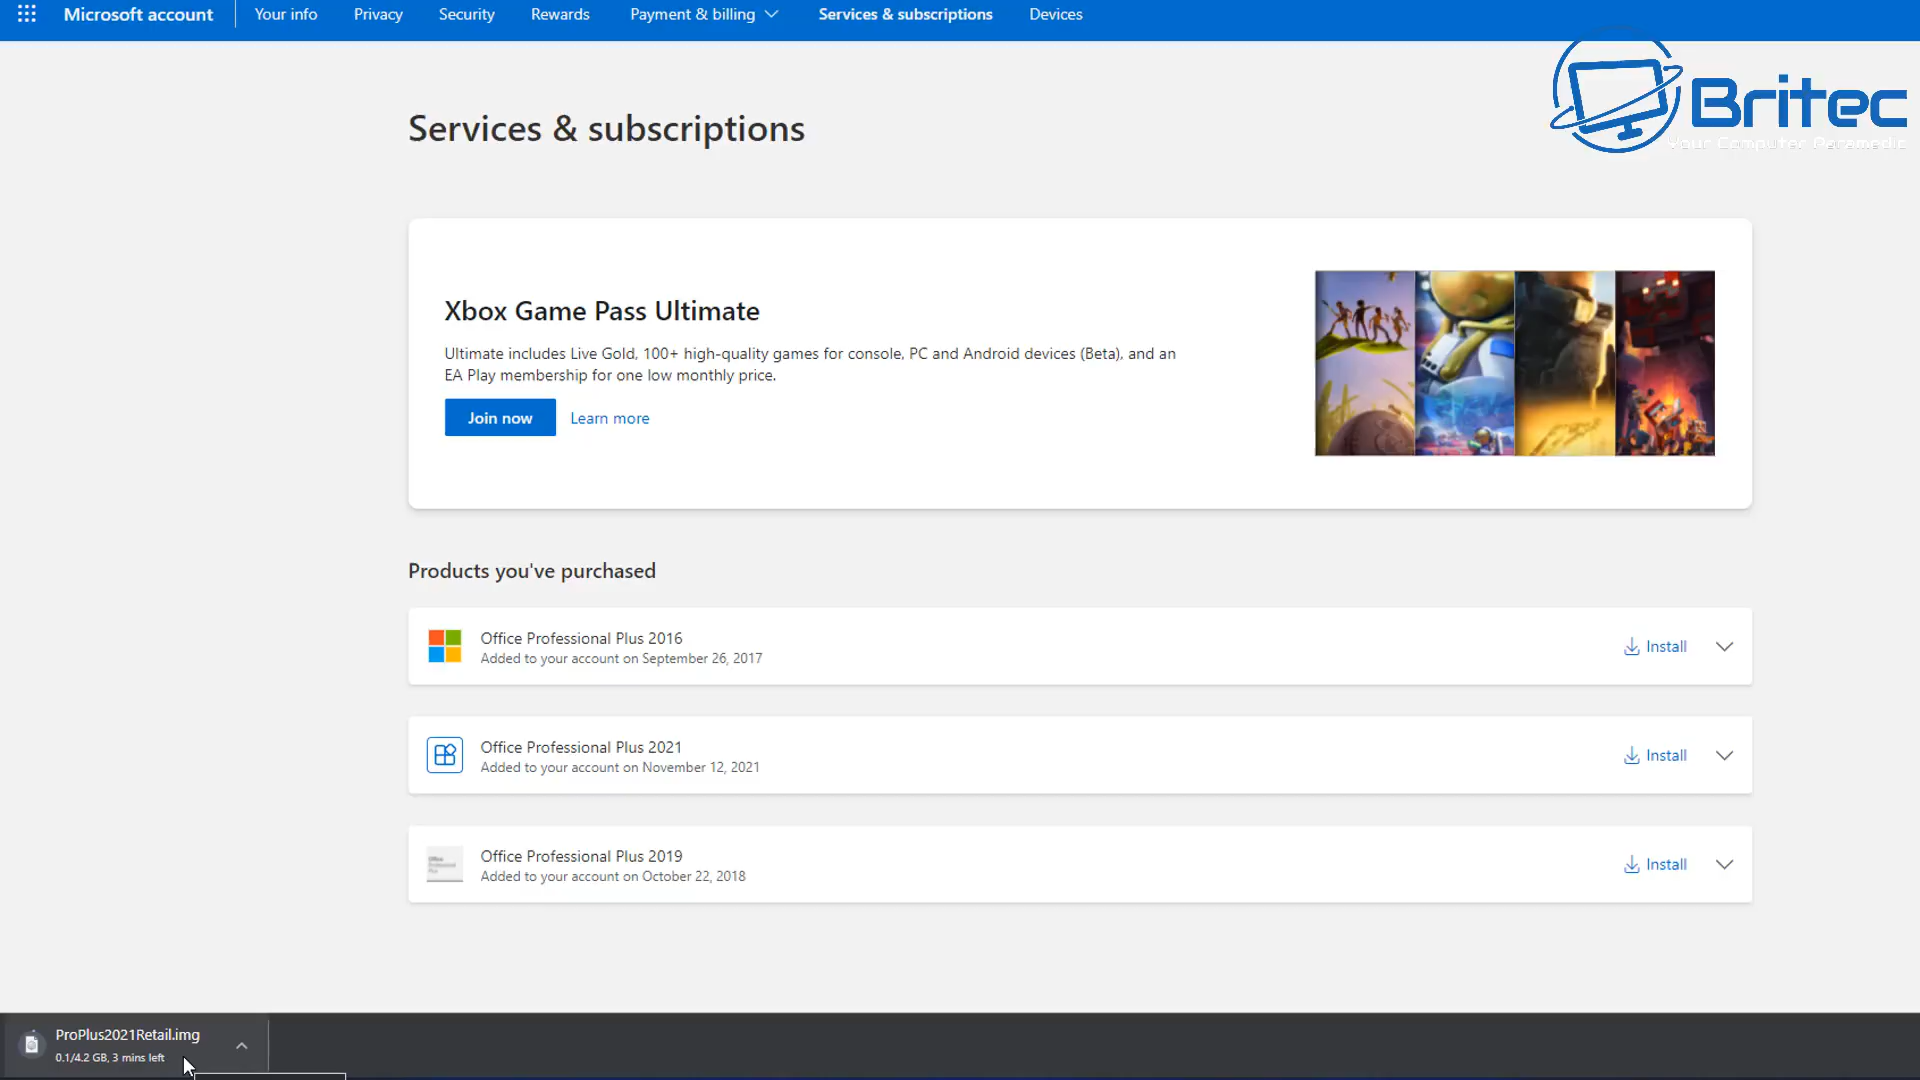 Microsoft account
Your info
Privacy
Security
Rewards
Payment & billing
Services & subscriptions
Devices
Britec
Your Computer Paramedic
Services & subscriptions
Xbox Game Pass Ultimate
Ultimate includes Live Gold, 100+ high-quality games for console, PC and Android devices (Beta), and an
EA Play membership for one low monthly price.
Join now
Learn more
Products you've purchased
Office Professional Plus 2016
Added to your account on September 26, 2017
Install
Office Professional Plus 2021
Added to your account on November 12, 2021
Install
Office Professional Plus 2019
Added to your account on October 22, 2018
Install
ProPlus2021Retail.img
0.1/4.2 GB, 3 mins left